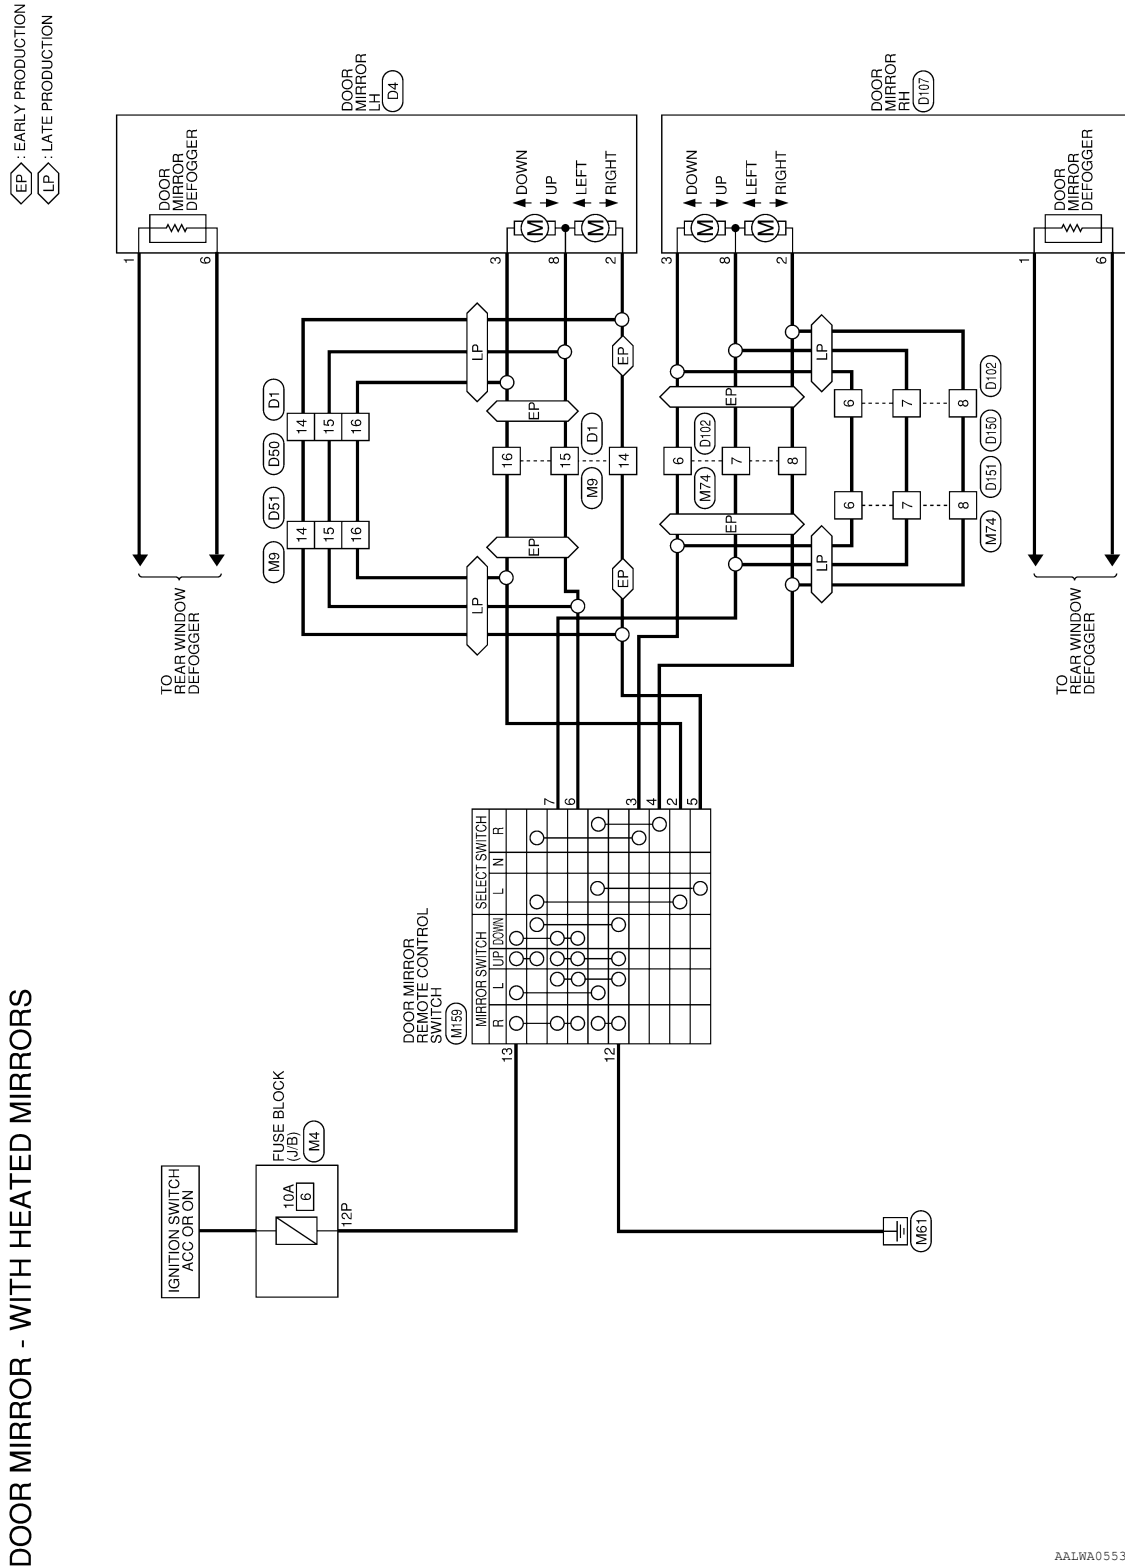 DOOR MIRROR - WITH HEATED MIRRORS
EP : EARLY PRODUCTION
LP : LATE PRODUCTION
IGNITION SWITCH
ACC OR ON
FUSE BLOCK
(J/B)
M4
10A
6
12P
DOOR MIRROR
REMOTE CONTROL
SWITCH
M159
13
12
MIRROR SWITCH
SELECT SWITCH
R
L
UP
DOWN
L
N
R
7
6
3
4
2
5
M61
TO
REAR WINDOW
DEFOGGER
M9
D51
D50
D1
14
15
16
14
15
16
LP
LP
EP
EP
EP
EP
16
15
14
M9
D1
1
6
3
8
2
DOOR
MIRROR
DEFOGGER
DOWN
UP
LEFT
RIGHT
M
M
DOOR
MIRROR
LH
D4
6
7
8
M74
D102
EP
EP
LP
LP
6
7
8
6
7
8
M74
D151
D150
D102
3
8
2
1
6
M
M
DOWN
UP
LEFT
RIGHT
DOOR
MIRROR
DEFOGGER
DOOR
MIRROR
RH
D107
TO
REAR WINDOW
DEFOGGER
AALWA0553